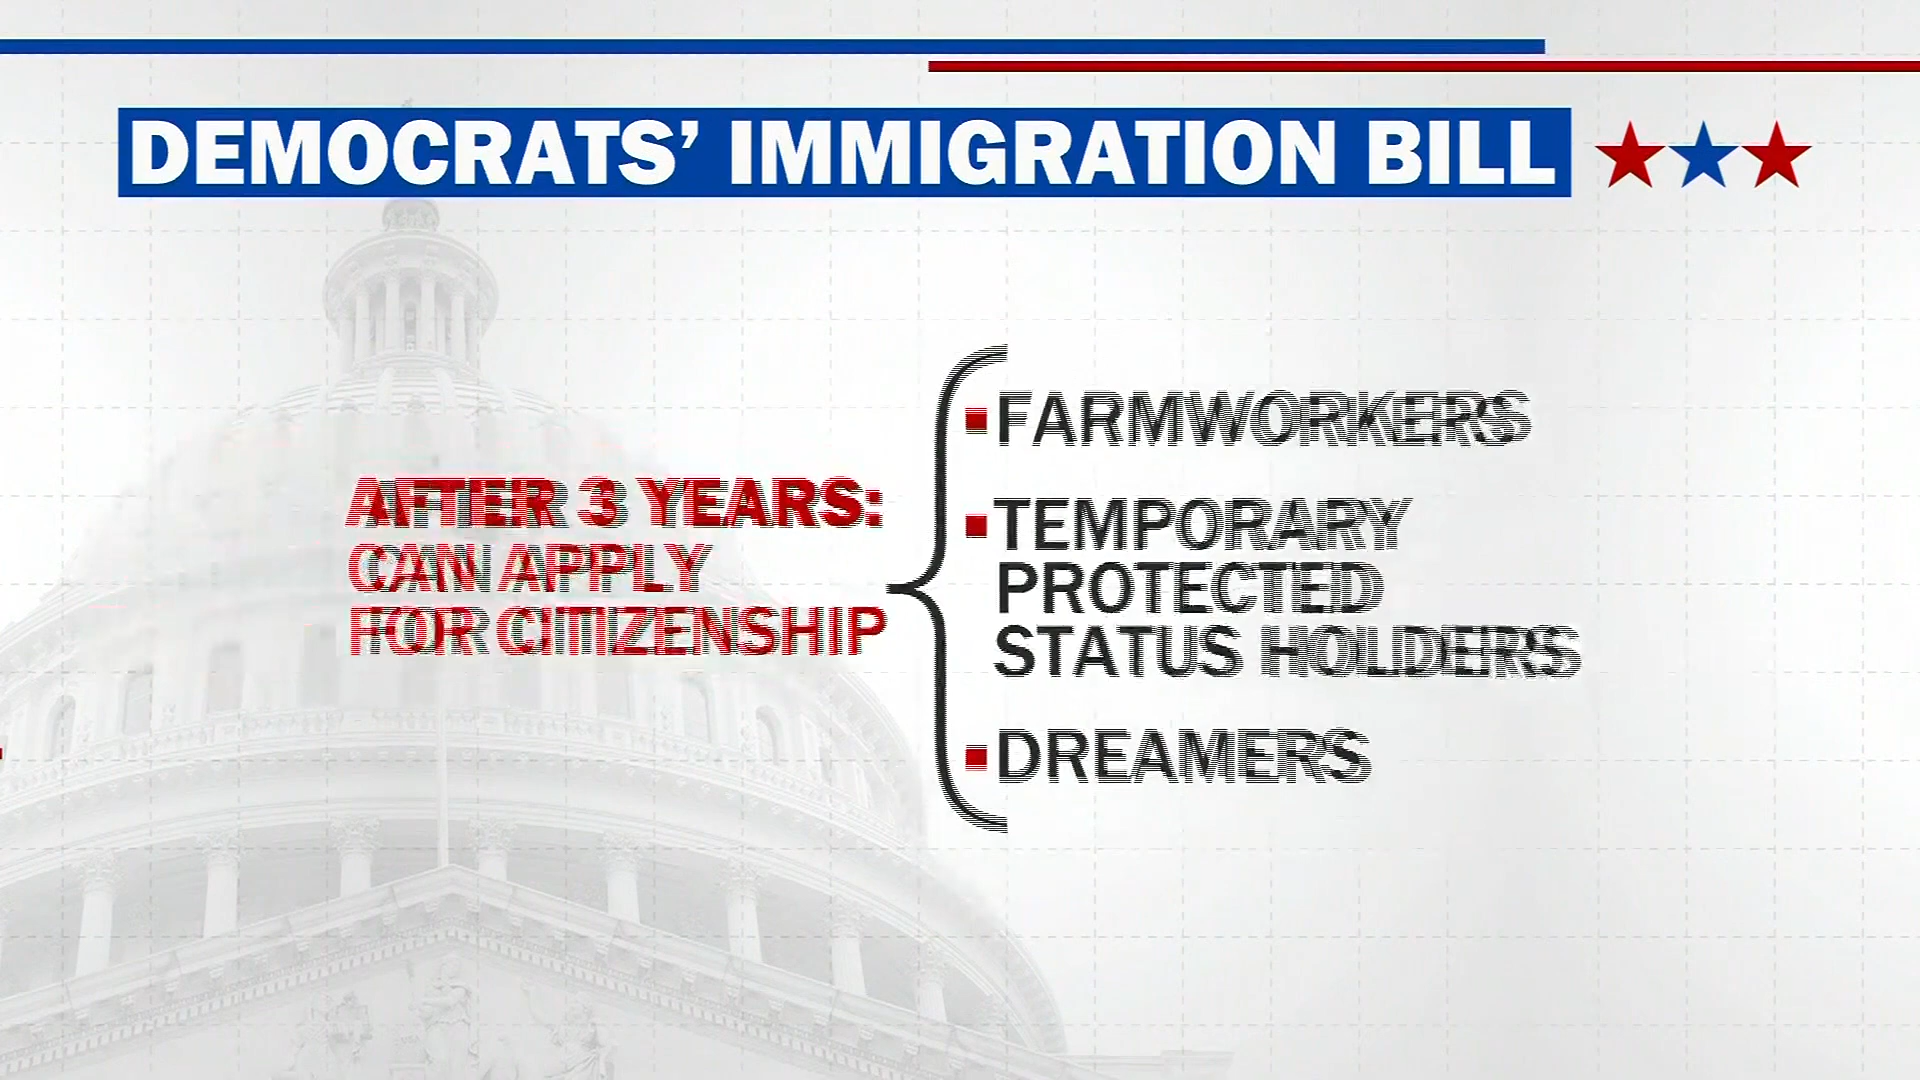 DEMOCRATS’ IMMIGRATION BILL
AFTER 3 YEARS:
CAN APPLY
FOR CITIZENSHIP
FARMWORKERS
TEMPORARY
PROTECTED
STATUS HOLDERS
DREAMERS